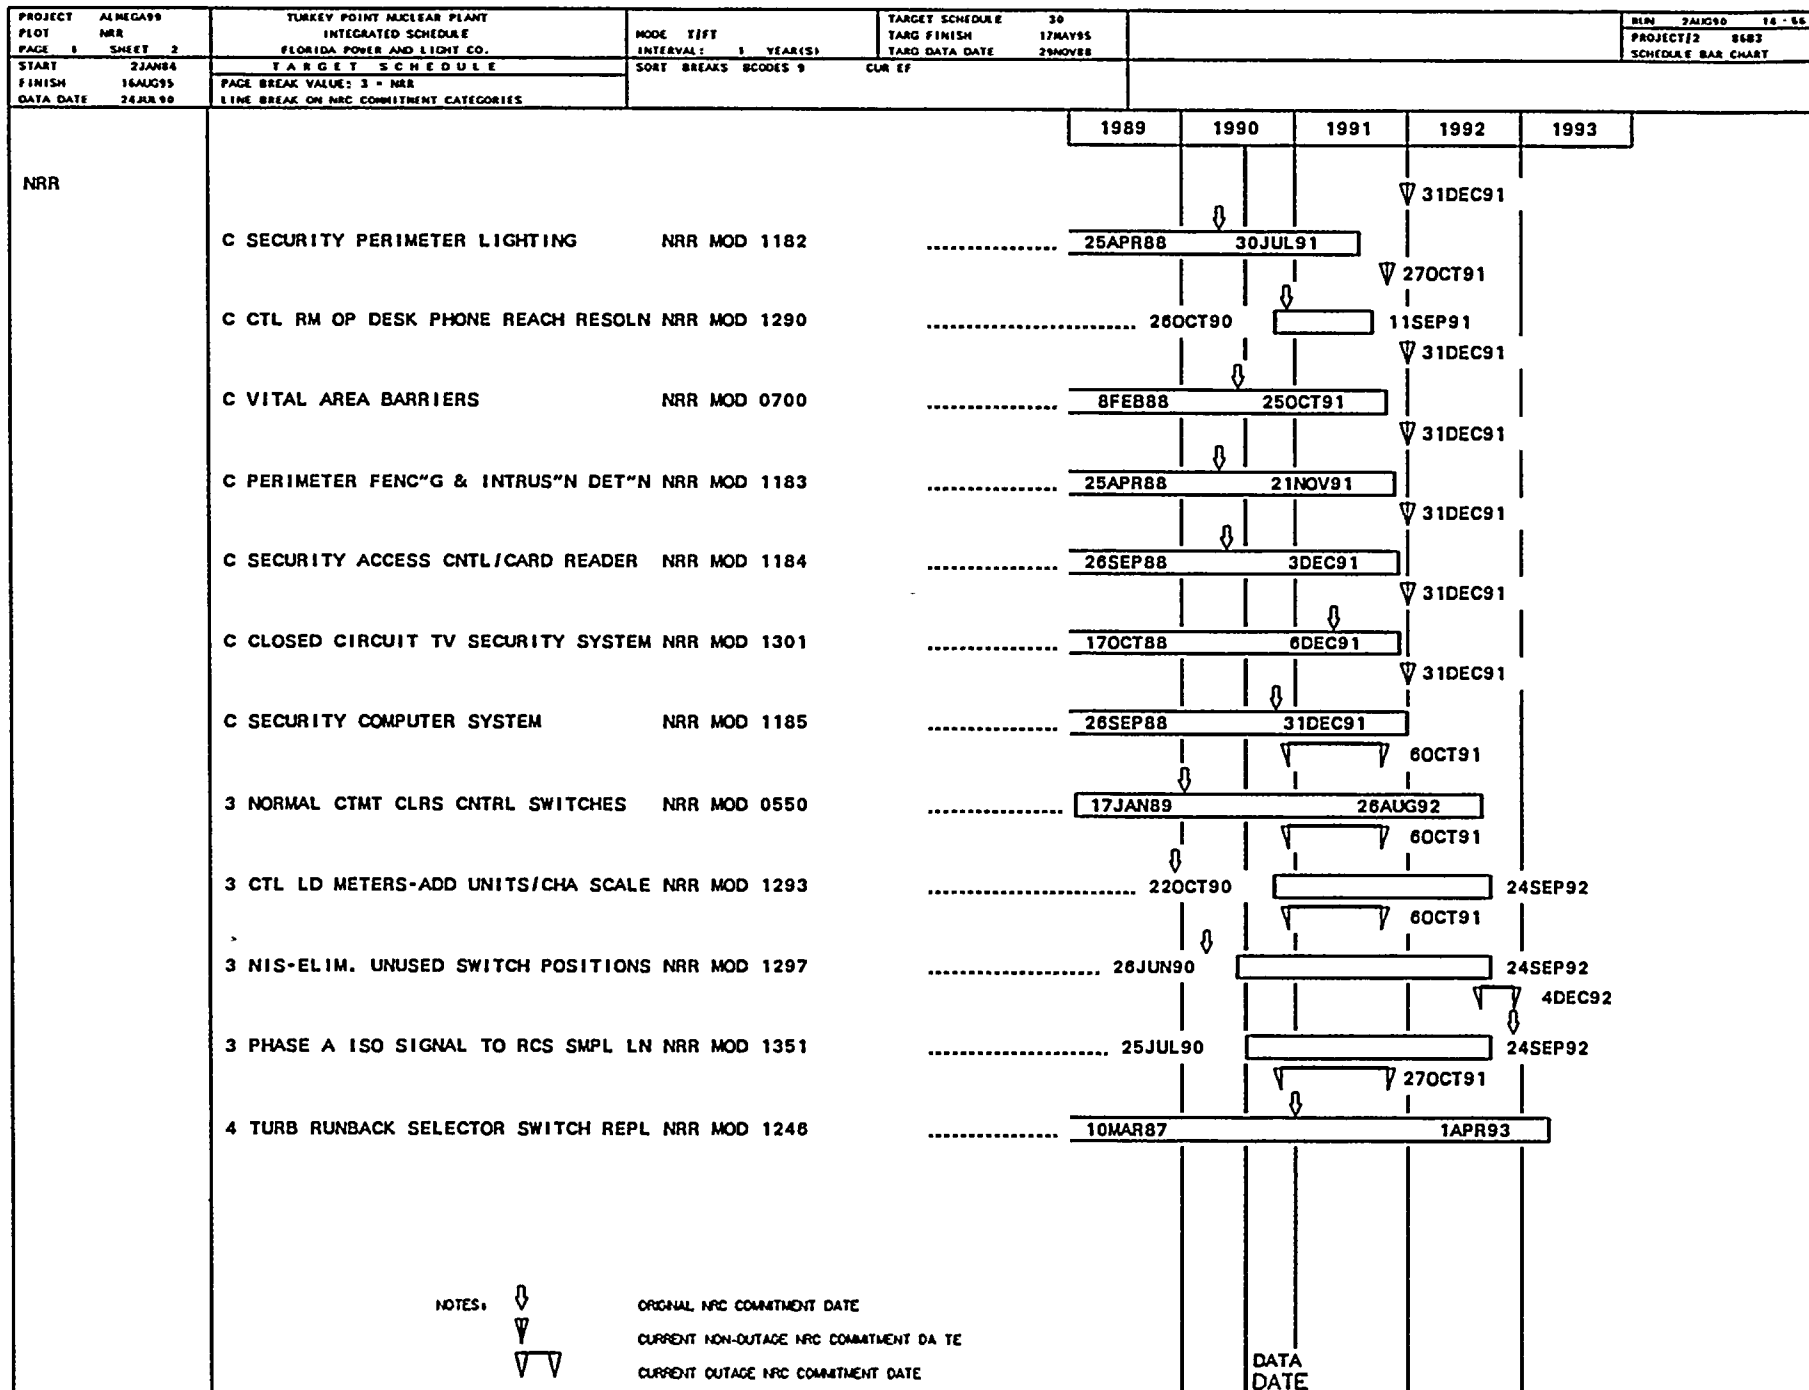 PROJECT ALMEGA99
PLOT NRR
PAGE 1 SHEET 2
START 2JAN84
FINISH 16AUG95
DATA DATE 24JUL90
TURKEY POINT NUCLEAR PLANT
INTEGRATED SCHEDULE
FLORIDA POWER AND LIGHT CO.
TARGET SCHEDULE
PAGE BREAK VALUE: 3 = NRR
LINE BREAK ON NRC COMMITMENT CATEGORIES
MODE T/FT
INTERVAL: 1 YEAR(S)
SORT BREAKS BCODES 9 CUR EF
TARGET SCHEDULE 30
TARG FINISH 17MAY95
TARG DATA DATE 29NOV88
RUN 2AUG90 14-56
PROJECT/2 8683
SCHEDULE BAR CHART
1989 1990 1991 1992 1993
NRR
31DEC91
C SECURITY PERIMETER LIGHTING NRR MOD 1182 25APR88 30JUL91
27OCT91
C CTL RM OP DESK PHONE REACH RESOLN NRR MOD 1290 26OCT90 11SEP91
31DEC91
C VITAL AREA BARRIERS NRR MOD 0700 8FEB88 25OCT91
31DEC91
C PERIMETER FENC"G & INTRUS"N DET"N NRR MOD 1183 25APR88 21NOV91
31DEC91
C SECURITY ACCESS CNTL/CARD READER NRR MOD 1184 26SEP88 3DEC91
31DEC91
C CLOSED CIRCUIT TV SECURITY SYSTEM NRR MOD 1301 17OCT88 6DEC91
31DEC91
C SECURITY COMPUTER SYSTEM NRR MOD 1185 26SEP88 31DEC91
6OCT91
3 NORMAL CTMT CLRS CNTRL SWITCHES NRR MOD 0550 17JAN89 26AUG92
6OCT91
3 CTL LD METERS-ADD UNITS/CHA SCALE NRR MOD 1293 22OCT90 24SEP92
6OCT91
3 NIS-ELIM. UNUSED SWITCH POSITIONS NRR MOD 1297 26JUN90 24SEP92
4DEC92
3 PHASE A ISO SIGNAL TO RCS SMPL LN NRR MOD 1351 25JUL90 24SEP92
27OCT91
4 TURB RUNBACK SELECTOR SWITCH REPL NRR MOD 1246 10MAR87 1APR93
NOTES: ORIGINAL NRC COMMITMENT DATE
CURRENT NON-OUTAGE NRC COMMITMENT DA TE
CURRENT OUTAGE NRC COMMITMENT DATE
DATA
DATE